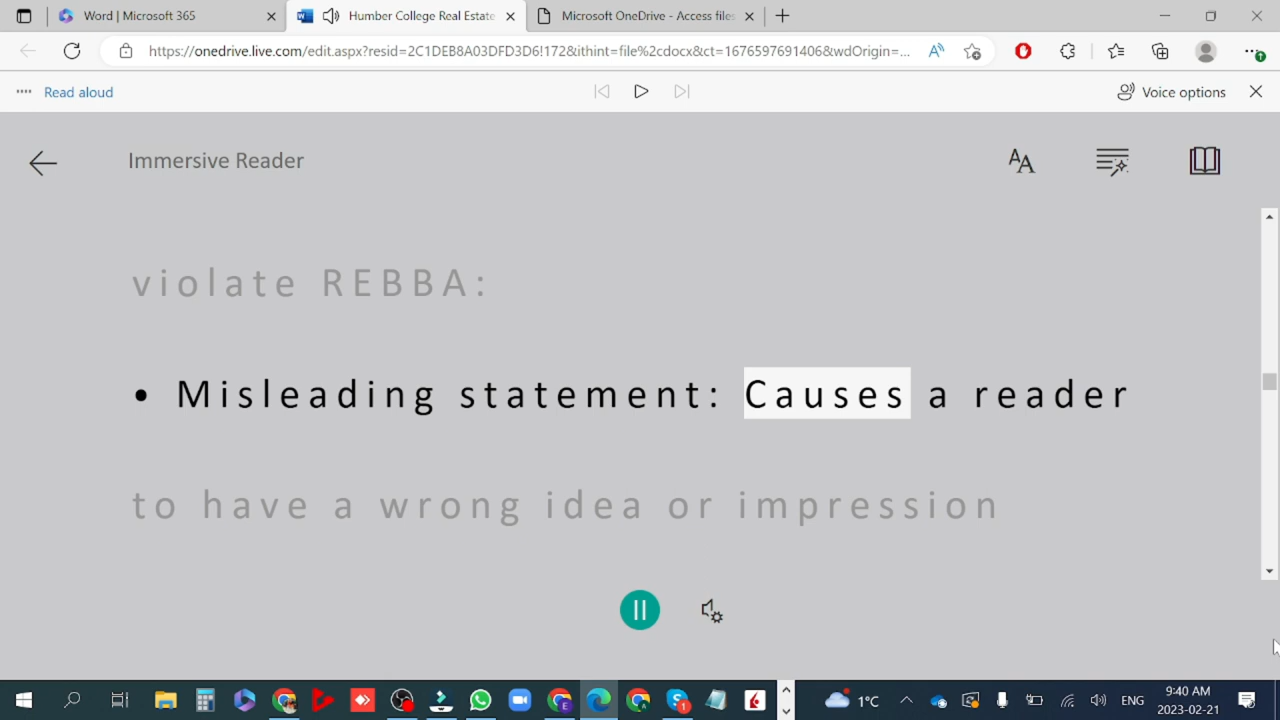 Word | Microsoft 365
Humber College Real Estate
Microsoft OneDrive - Access files
https://onedrive.live.com/edit.aspx?resid=2C1DEB8A03DFD3D6!172&ithint=file%2cdocx&ct=1676597691406&wdOrigin=...
Read aloud
Voice options
Immersive Reader
violate REBBA:
• Misleading statement: Causes a reader
to have a wrong idea or impression
1°C
ENG
9:40 AM
2023-02-21